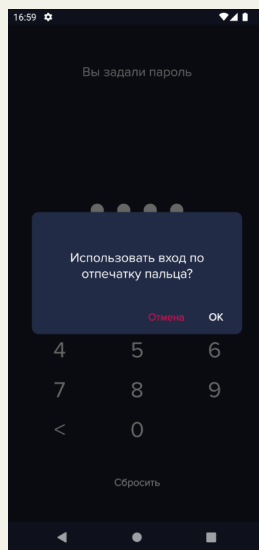 16:59
Вы задали пароль
Использовать вход по
отпечатку пальца?
Отмена ОК
4 5 6
7 8 9
< 0
Сбросить